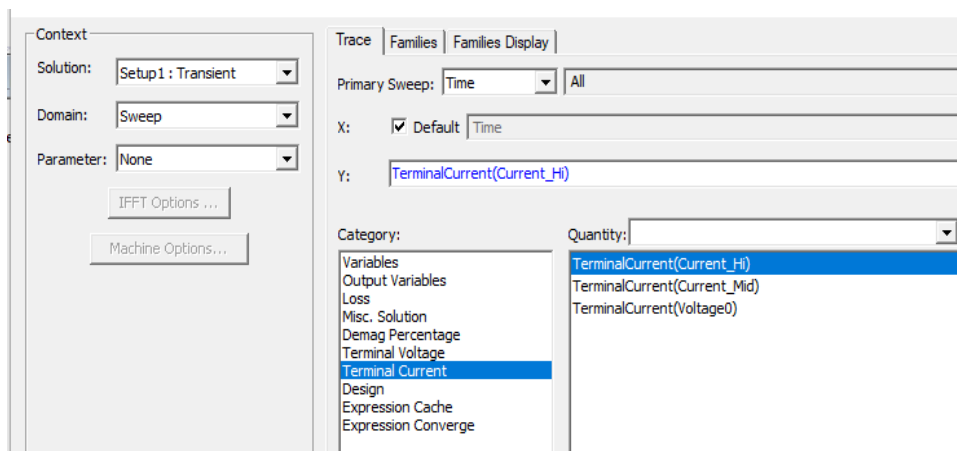 Context
Solution:
Setup1 : Transient
Domain:
Sweep
Parameter:
None
IFFT Options ...
Machine Options...
Trace
Families
Families Display
Primary Sweep:
Time
All
X:
Default
Time
Y:
TerminalCurrent(Current_Hi)
Category:
Variables
Output Variables
Loss
Misc. Solution
Demag Percentage
Terminal Voltage
Terminal Current
Design
Expression Cache
Expression Converge
Quantity:
TerminalCurrent(Current_Hi)
TerminalCurrent(Current_Mid)
TerminalCurrent(Voltage0)